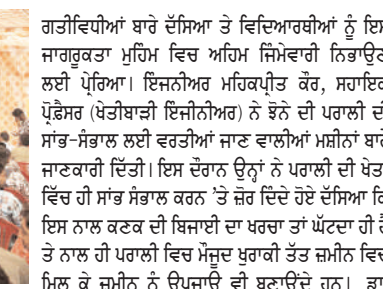 ਗਤੀਵਿਧੀਆਂ ਬਾਰੇ ਦੱਸਿਆ ਤੇ ਵਿਦਿਆਰਥੀਆਂ ਨੂੰ ਇਸ
ਜਾਗਰੂਕਤਾ ਮੁਹਿੰਮ ਵਿਚ ਅਹਿਮ ਜਿੰਮੇਵਾਰੀ ਨਿਭਾਉਣ
ਲਈ ਪ੍ਰੇਰਿਆ। ਇੰਜਨੀਅਰ ਮਹਿਕਪ੍ਰੀਤ ਕੌਰ, ਸਹਾਇਕ
ਪ੍ਰੋਫ਼ੈਸਰ (ਖੇਤੀਬਾੜੀ ਇੰਜੀਨੀਅਰ) ਨੇ ਝੋਨੇ ਦੀ ਪਰਾਲੀ ਦੀ
ਸਾਂਭ-ਸੰਭਾਲ ਲਈ ਵਰਤੀਆਂ ਜਾਣ ਵਾਲੀਆਂ ਮਸ਼ੀਨਾਂ ਬਾਰੇ
ਜਾਣਕਾਰੀ ਦਿੱਤੀ। ਇਸ ਦੌਰਾਨ ਉਨ੍ਹਾਂ ਨੇ ਪਰਾਲੀ ਦੀ ਖੇਤ
ਵਿੱਚ ਹੀ ਸਾਂਭ ਸੰਭਾਲ ਕਰਨ 'ਤੇ ਜ਼ੋਰ ਦਿੰਦੇ ਹੋਏ ਦੱਸਿਆ ਕਿ
ਇਸ ਨਾਲ ਕਣਕ ਦੀ ਬਿਜਾਈ ਦਾ ਖਰਚਾ ਤਾਂ ਘੱਟਦਾ ਹੀ ਹੈ
ਤੇ ਨਾਲ ਹੀ ਪਰਾਲੀ ਵਿਚ ਮੌਜੂਦ ਖੁਰਾਕੀ ਤੱਤ ਜ਼ਮੀਨ ਵਿਚ
ਮਿਲ ਕੇ ਜ਼ਮੀਨ ਨੂੰ ਉਪਜਾਊ ਵੀ ਬਣਾਉਂਦੇ ਹਨ। ਡਾ